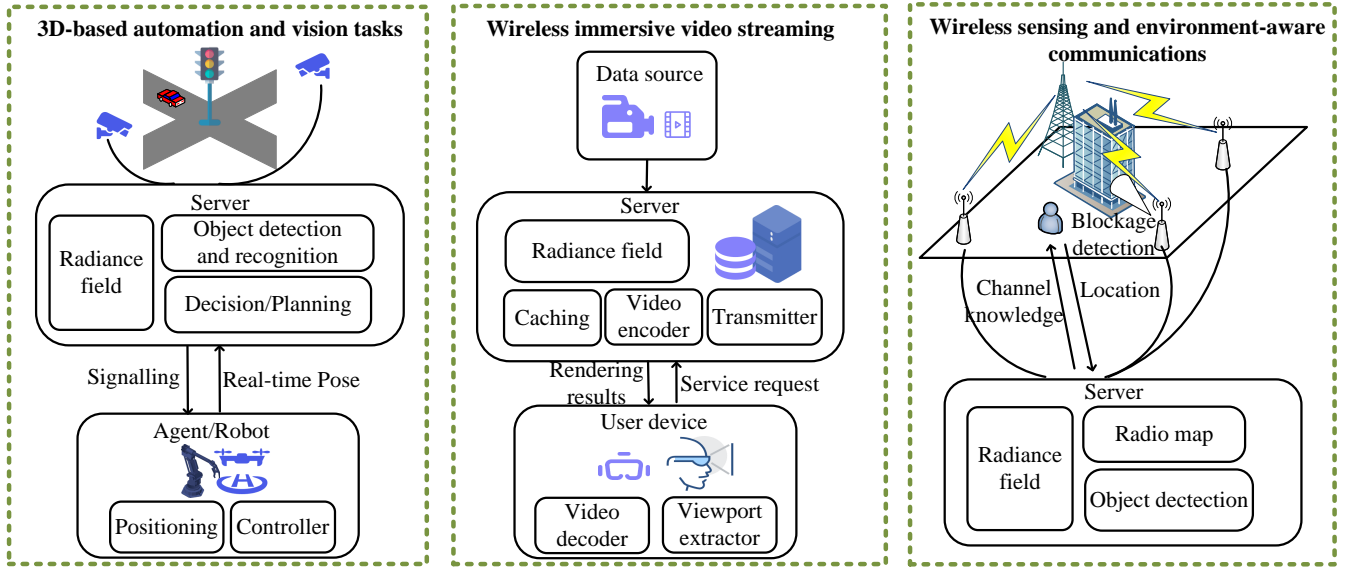 3D-based automation and vision tasks
Server
Radiance
field
Object detection
and recognition
Decision/Planning
Signalling
Real-time Pose
Agent/Robot
H
Positioning
Controller
Wireless immersive video streaming
Data source
Server
Radiance field
Caching
Video
encoder
Transmitter
Rendering
results
Service request
User device
Video
decoder
Viewport
extractor
Wireless sensing and environment-aware
communications
Blockage
detection
Channel
knowledge
Location
Server
Radiance
field
Radio map
Object dectection